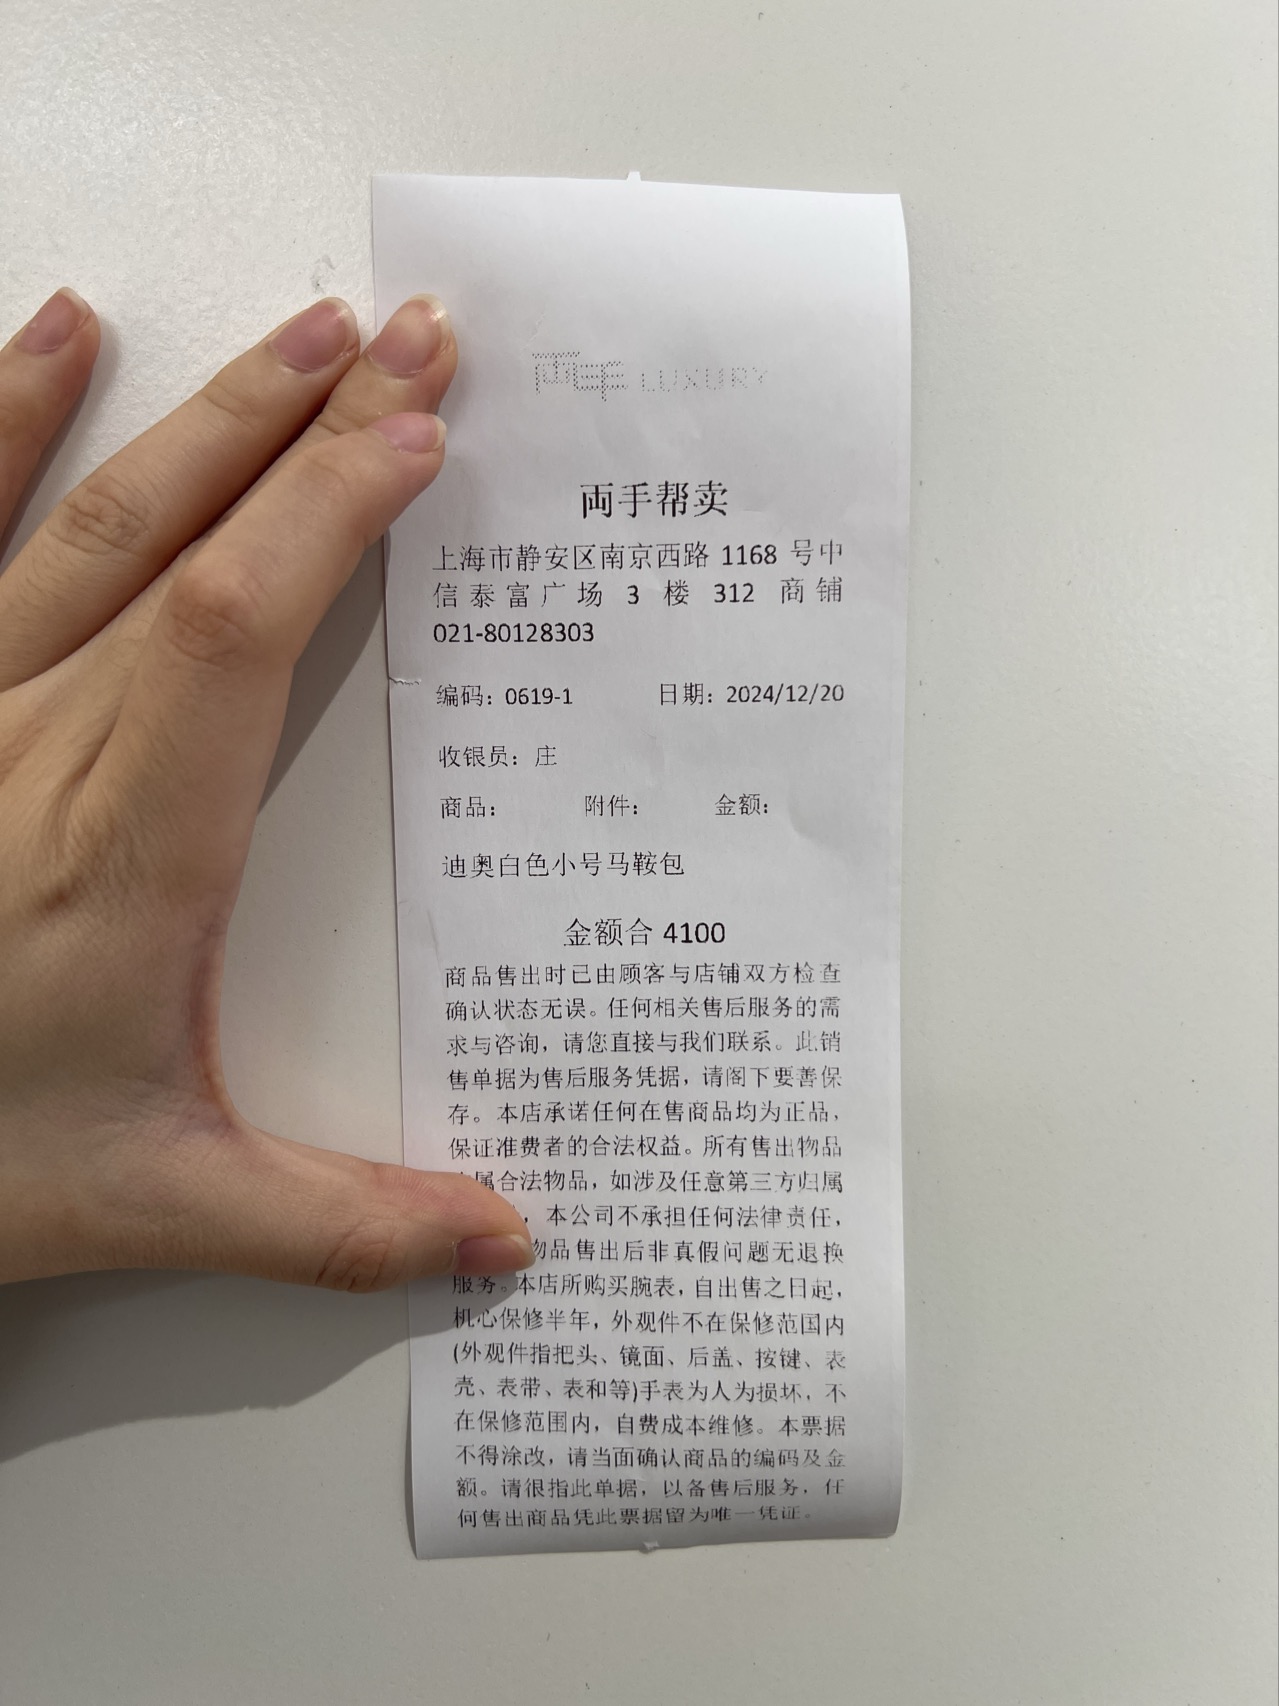 両手 LUXURY
両手帮卖
上海市静安区南京西路 1168 号中
信泰富广场 3 楼 312 商铺
021-80128303
编码：0619-1 日期：2024/12/20
收银员：庄
商品： 附件： 金额：
迪奥白色小号马鞍包
金额合 4100
商品售出时已由顾客与店铺双方检查
确认状态无误。任何相关售后服务的需
求与咨询，请您直接与我们联系。此销
售单据为售后服务凭据，请阁下要善保
存。本店承诺任何在售商品均为正品，
保证准费者的合法权益。所有售出物品
属合法物品，如涉及任意第三方归属
，本公司不承担任何法律责任，
物品售出后非真假问题无退换
服务。本店所购买腕表，自出售之日起，
机心保修半年，外观件不在保修范国内
(外观件指把头、镜面、后盖、按键、表
壳、表带、表和等)手表为人为损坏，不
在保修范围内，自费成本维修。本票据
不得涂改，请当面确认商品的编码及金
额。请很指此单据，以备售后服务，任
何售出商品凭此票据留为唯一凭证。